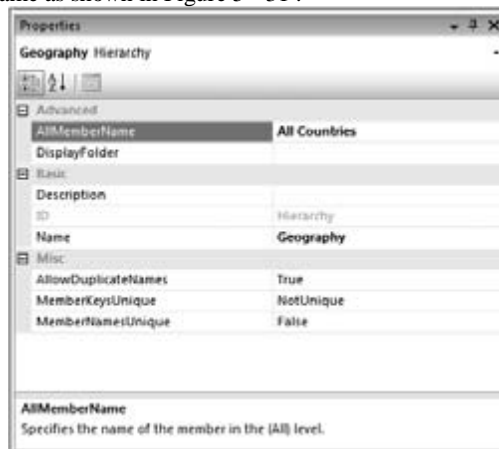 ame as shown in Figure 5-31.
Properties
Geography Hierarchy
Advanced
AllMemberName All Countries
DisplayFolder
Basic
Description
ID Hierarchy
Name Geography
Misc
AllowDuplicateNames True
MemberKeysUnique NotUnique
MemberNamesUnique False
AllMemberName
Specifies the name of the member in the (All) level.